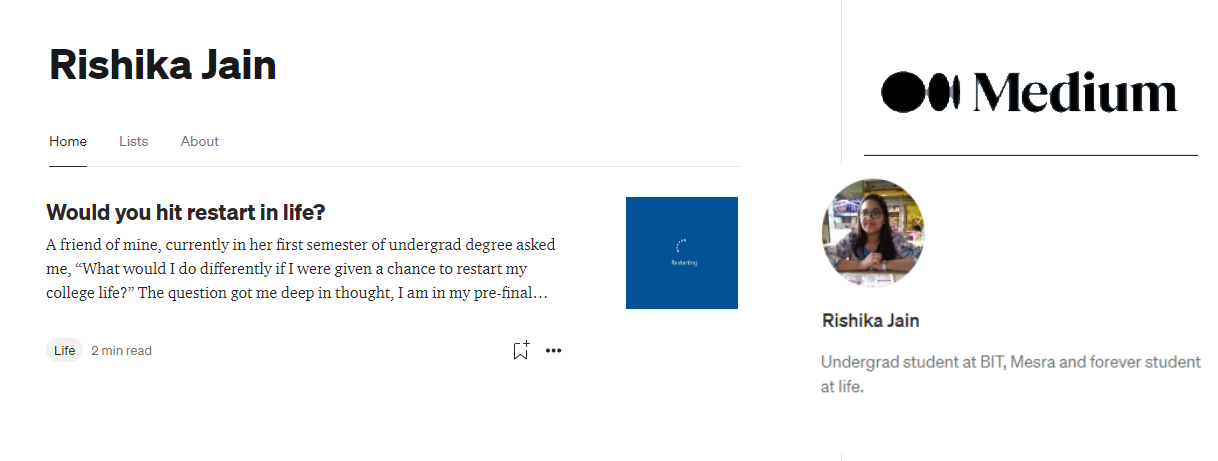 Rishika Jain
Home Lists About
Would you hit restart in life?
A friend of mine, currently in her first semester of undergrad degree asked
me, “What would I do differently if I were given a chance to restart my
college life?” The question got me deep in thought, I am in my pre-final…
Restarting
Life 2 min read
Medium
Rishika Jain
Undergrad student at BIT, Mesra and forever student
at life.